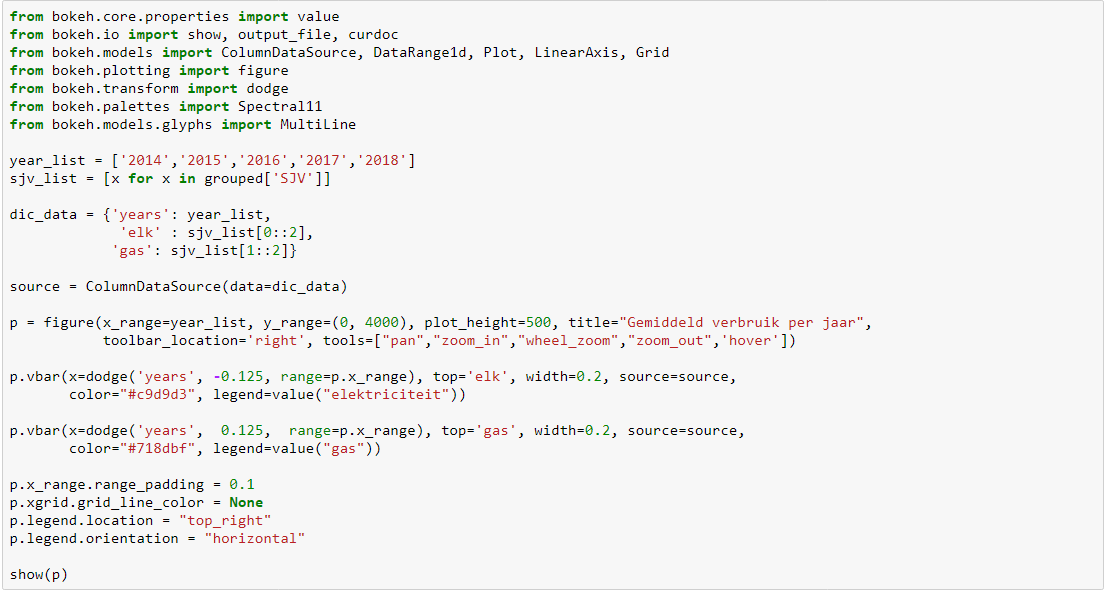 from bokeh.core.properties import value
from bokeh.io import show, output_file, curdoc
from bokeh.models import ColumnDataSource, DataRange1d, Plot, LinearAxis, Grid
from bokeh.plotting import figure
from bokeh.transform import dodge
from bokeh.palettes import Spectral11
from bokeh.models.glyphs import MultiLine

year_list = ['2014','2015','2016','2017','2018']
sjv_list = [x for x in grouped['SJV']]

dic_data = {'years': year_list,
             'elk' : sjv_list[0::2],
            'gas': sjv_list[1::2]}

source = ColumnDataSource(data=dic_data)

p = figure(x_range=year_list, y_range=(0, 4000), plot_height=500, title="Gemiddeld verbruik per jaar",
           toolbar_location='right', tools=["pan","zoom_in","wheel_zoom","zoom_out",'hover'])

p.vbar(x=dodge('years', -0.125, range=p.x_range), top='elk', width=0.2, source=source,
       color="#c9d9d3", legend=value("elektriciteit"))

p.vbar(x=dodge('years',  0.125,  range=p.x_range), top='gas', width=0.2, source=source,
       color="#718dbf", legend=value("gas"))

p.x_range.range_padding = 0.1
p.xgrid.grid_line_color = None
p.legend.location = "top_right"
p.legend.orientation = "horizontal"

show(p)